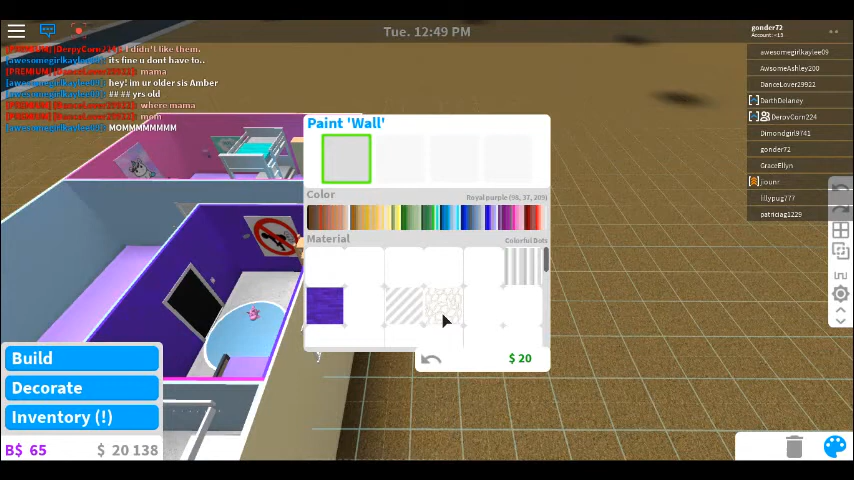 Tue. 12:49 PM
gonder72
Account: <13
[PREMIUM] [DerpyCorn224]: I didn't like them.
[awesomegirlkaylee09]: its fine u dont have to..
[PREMIUM] [DanceLover29922]: mama
[awesomegirlkaylee09]: hey! im ur older sis Amber
[awesomegirlkaylee09]: ## ## yrs old
[PREMIUM] [DanceLover29922]: where mama
[PREMIUM] [DanceLover29922]: mom
[awesomegirlkaylee09]: MOMMMMMMMM
awesomegirlkaylee09
AwsomeAshley200
DanceLover29922
DarthDelaney
DerpyCorn224
Dimondgirl9741
gonder72
GraceEllyn
jiounr
lillypug777
patriciag1229
Paint 'Wall'
Color
Royal purple (98, 37, 209)
Material
Colorful Dots
$ 20
Build
Decorate
Inventory (!)
B$ 65
$ 20 138